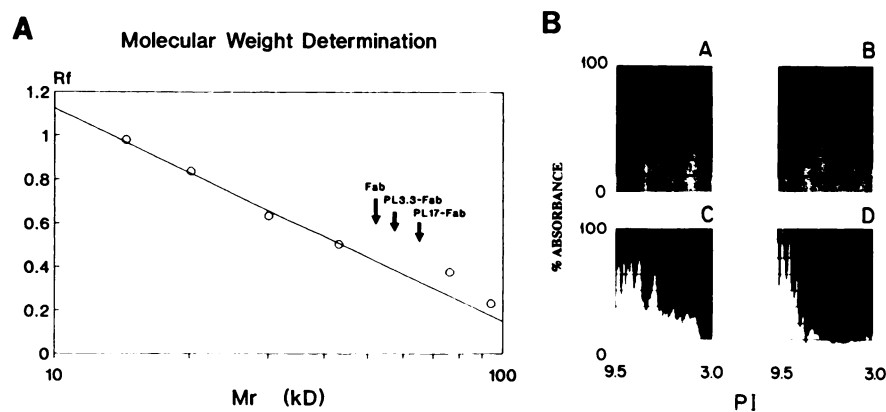 A
Molecular Weight Determination
Rf
1.2
1
0.8
0.6
0.4
0.2
0
Fab
PL3.3-Fab
PL17-Fab
10
100
Mr (kD)
B
A
B
100
0
% ABSORBANCE
C
D
100
0
9.5
3.0
9.5
3.0
PI